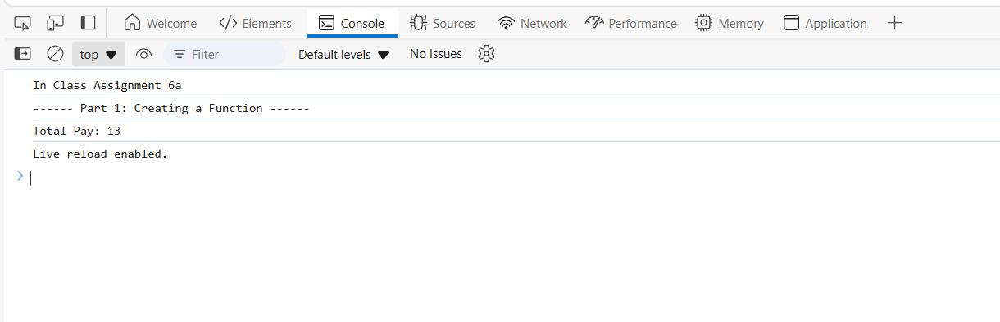 Welcome </> Elements Console Sources Network Performance Memory Application
top Filter Default levels No Issues
In Class Assignment 6a
------ Part 1: Creating a Function ------
Total Pay: 13
Live reload enabled.
>